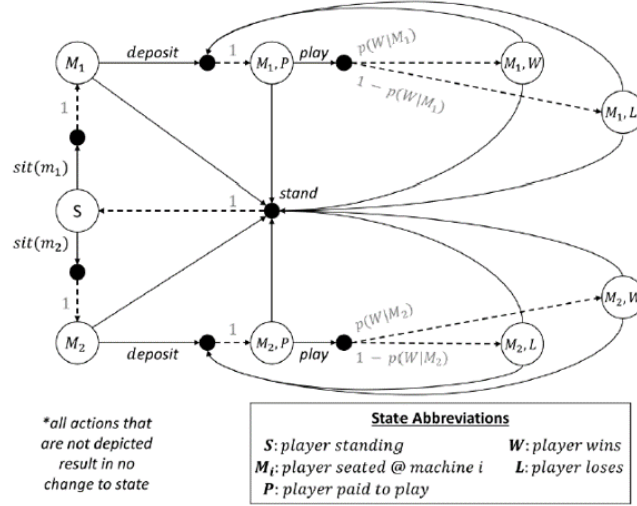 deposit
1
play
p(W|M₁)
M₁
M₁, P
M₁, W
1 − p(W|M₁)
M₁, L
1
sit(m₁)
stand
S
1
sit(m₂)
1
M₂, W
p(W|M₂)
M₂
1
M₂, P
M₂, L
deposit
play
1 − p(W|M₂)
*all actions that
are not depicted
result in no
change to state
State Abbreviations
S: player standing
W: player wins
Mᵢ: player seated @ machine i
L: player loses
P: player paid to play